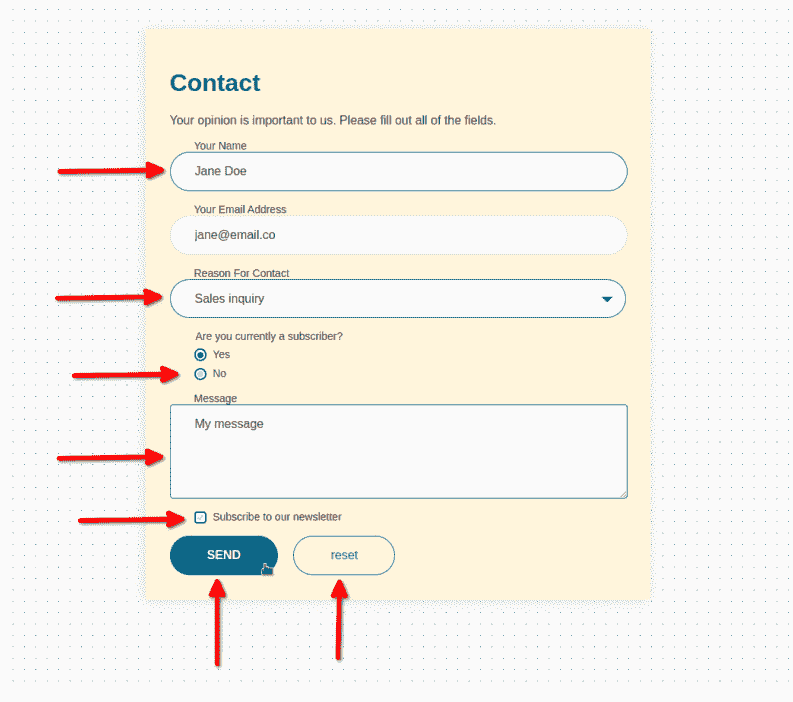 Contact
Your opinion is important to us. Please fill out all of the fields.
Your Name
Jane Doe
Your Email Address
jane@email.co
Reason For Contact
Sales inquiry
Are you currently a subscriber?
Yes
No
Message
My message
Subscribe to our newsletter
SEND reset